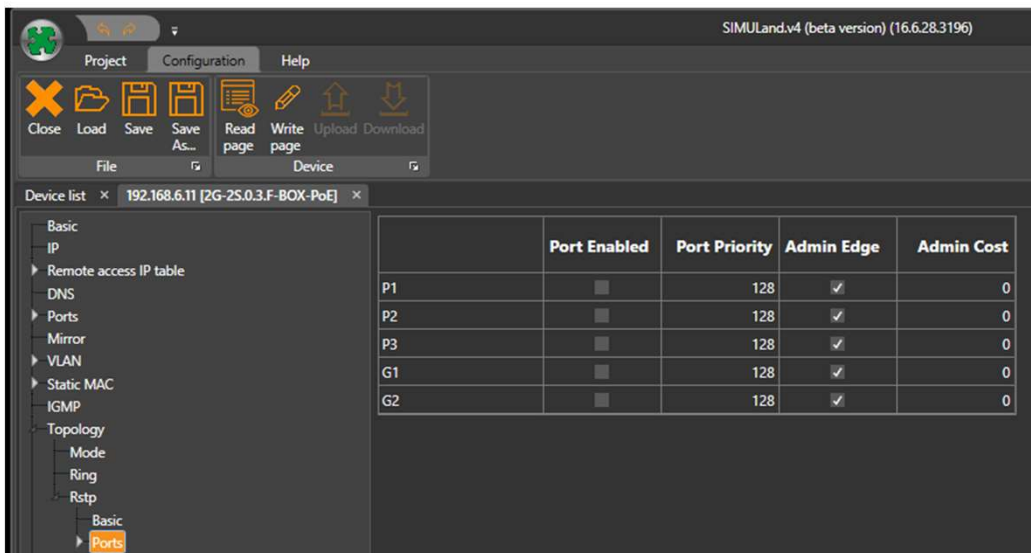 SIMULand.v4 (beta version) (16.6.28.3196)
Project Configuration Help
Close Load Save Save As... Read page Write page Upload Download
File Device
Device list × 192.168.6.11 [2G-2S.0.3.F-BOX-PoE] ×
Basic
IP
Remote access IP table
DNS
Ports
Mirror
VLAN
Static MAC
IGMP
Topology
Mode
Ring
Rstp
Basic
Ports
Port Enabled Port Priority Admin Edge Admin Cost
P1 128 0
P2 128 0
P3 128 0
G1 128 0
G2 128 0